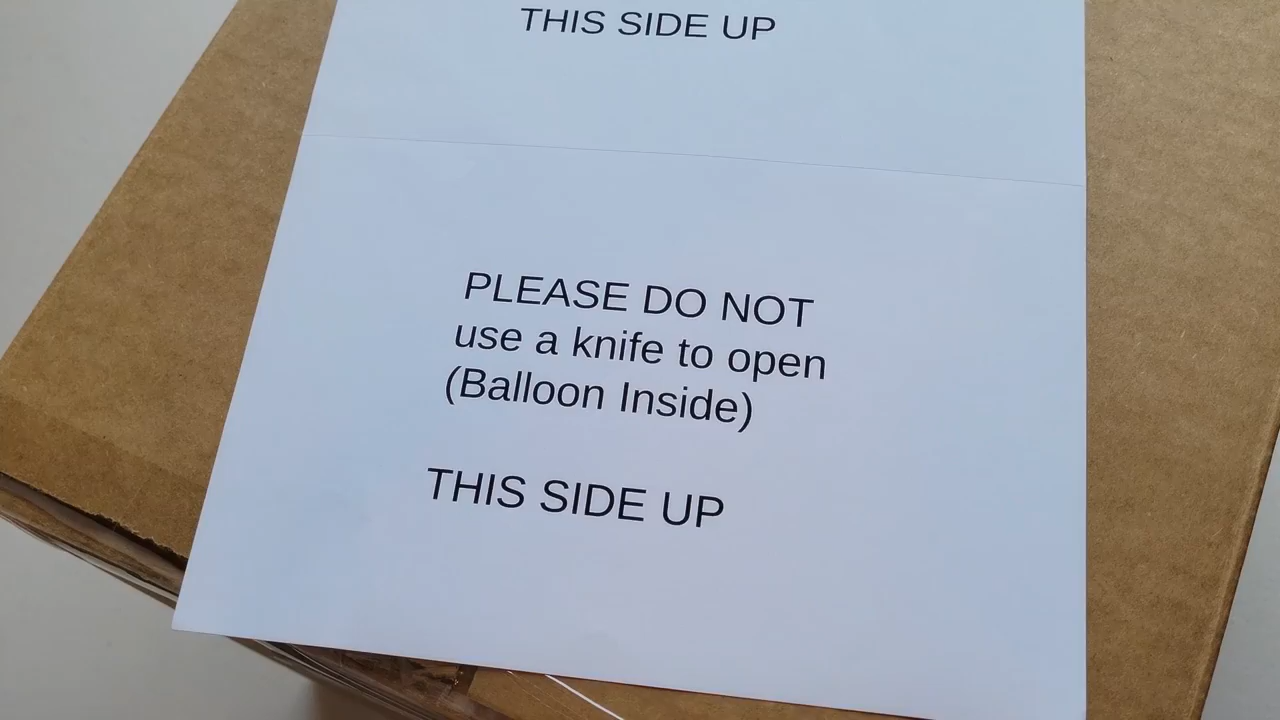 THIS SIDE UP
PLEASE DO NOT
use a knife to open
(Balloon Inside)
THIS SIDE UP